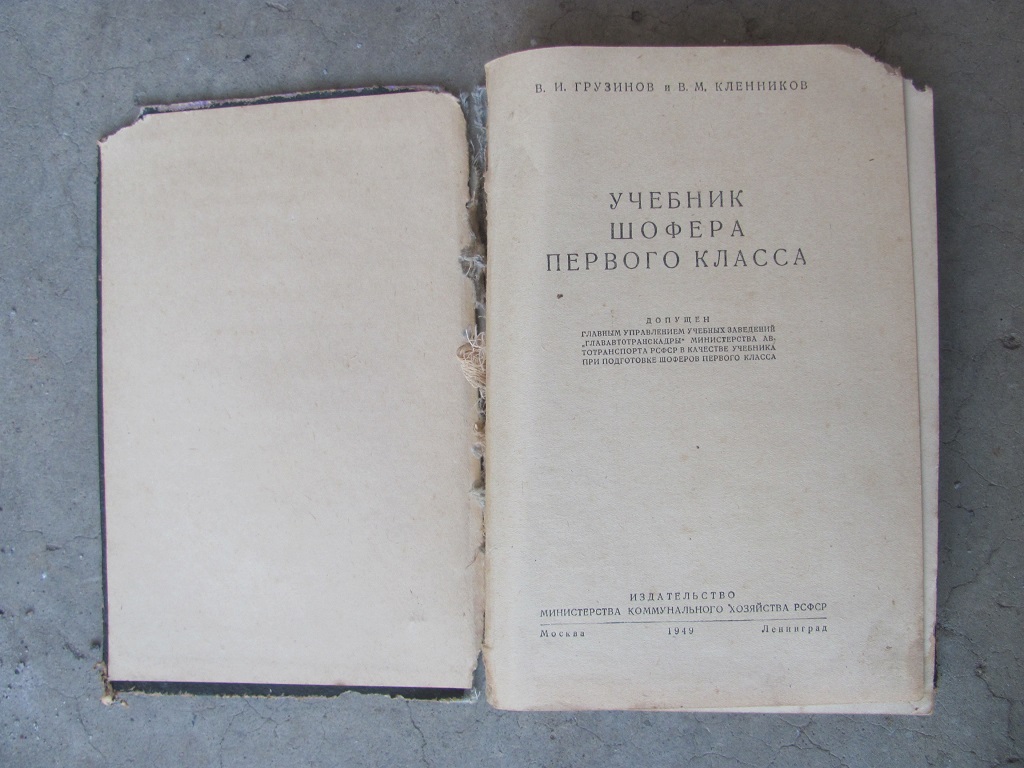 В. И. ГРУЗИНОВ и В. М. КЛЕННИКОВ
УЧЕБНИК
ШОФЕРА
ПЕРВОГО КЛАССА
ДОПУЩЕН
ГЛАВНЫМ УПРАВЛЕНИЕМ УЧЕБНЫХ ЗАВЕДЕНИЙ
„ГЛАВАВТОТРАНСКАДРЫ" МИНИСТЕРСТВА АВ-
ТОТРАНСПОРТА РСФСР В КАЧЕСТВЕ УЧЕБНИКА
ПРИ ПОДГОТОВКЕ ШОФЕРОВ ПЕРВОГО КЛАССА
ИЗДАТЕЛЬСТВО
МИНИСТЕРСТВА КОММУНАЛЬНОГО ХОЗЯЙСТВА РСФСР
Москва 1949 Ленинград